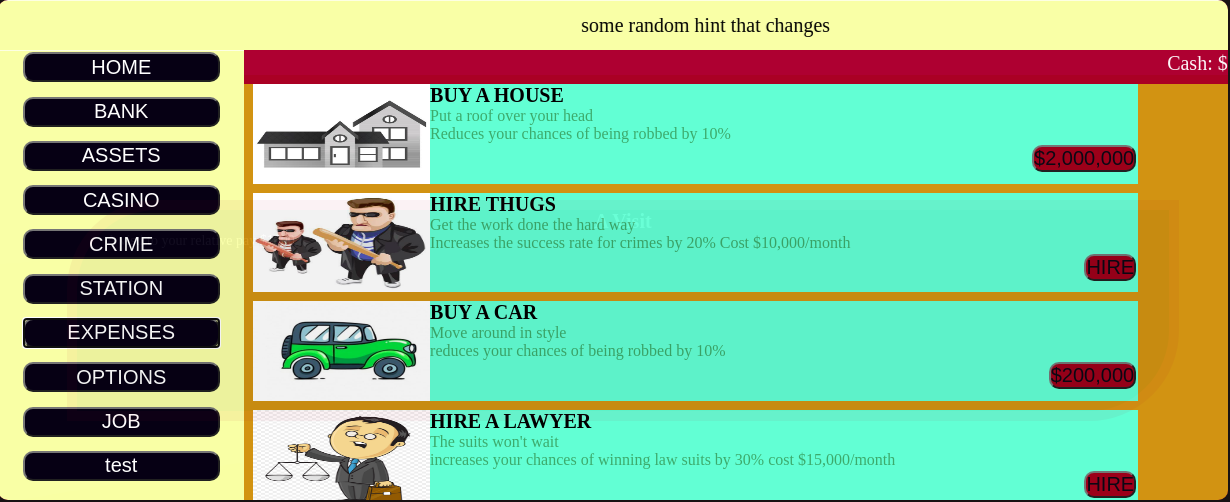 some random hint that changes
Cash: $
HOME
BANK
ASSETS
CASINO
CRIME
STATION
EXPENSES
OPTIONS
JOB
test
BUY A HOUSE
Put a roof over your head
Reduces your chances of being robbed by 10%
$2,000,000
HIRE THUGS
Get the work done the hard way
Increases the success rate for crimes by 20% Cost $10,000/month
HIRE
A Visit
your relative
BUY A CAR
Move around in style
reduces your chances of being robbed by 10%
$200,000
HIRE A LAWYER
The suits won't wait
increases your chances of winning law suits by 30% cost $15,000/month
HIRE